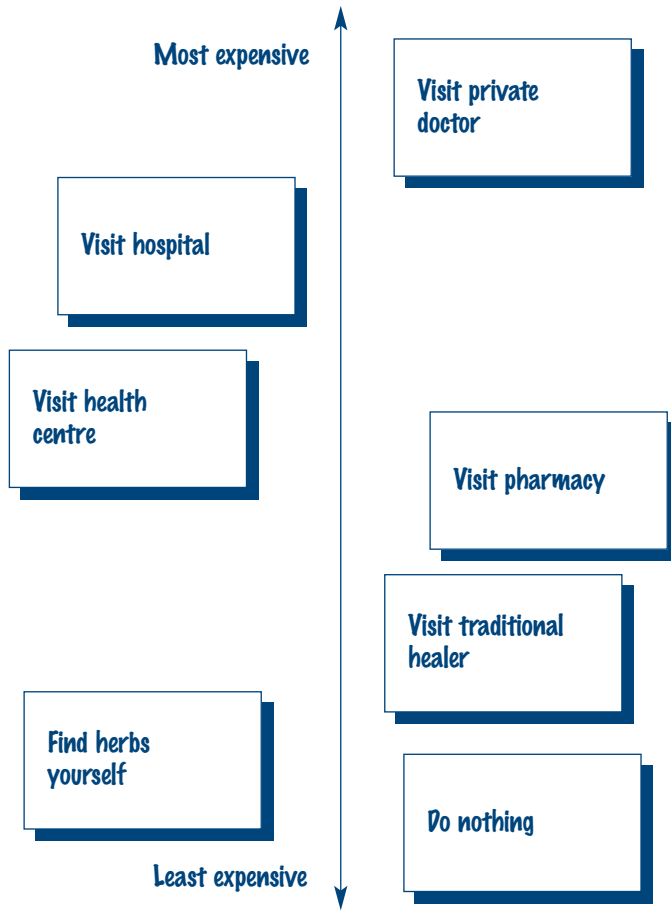 Most expensive
Visit private
doctor
Visit hospital
Visit health
centre
Visit pharmacy
Visit traditional
healer
Find herbs
yourself
Do nothing
Least expensive